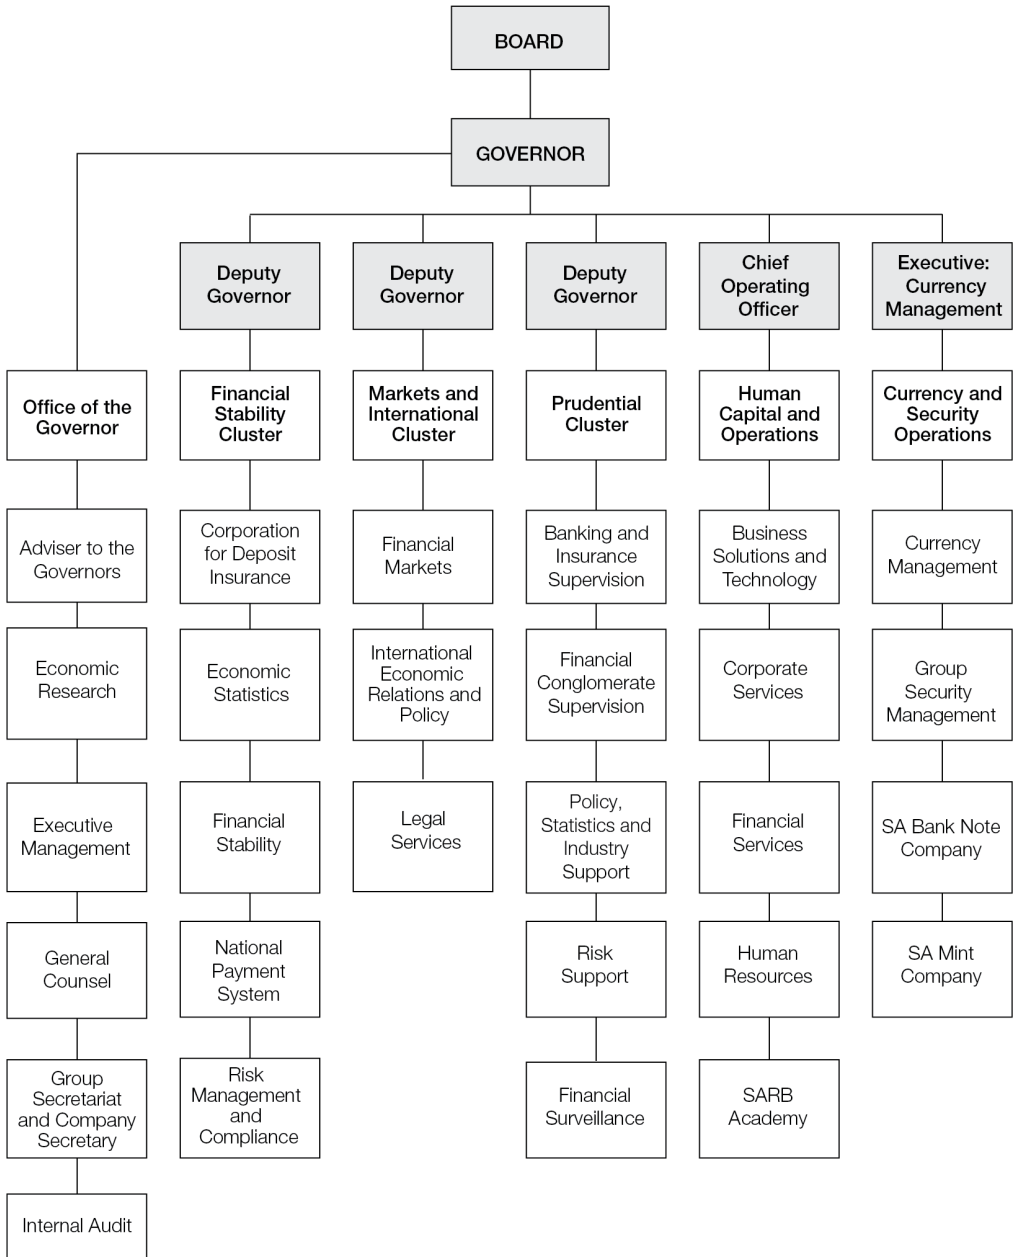 BOARD
GOVERNOR
Deputy
Governor
Deputy
Governor
Deputy
Governor
Chief
Operating
Officer
Executive:
Currency
Management
Office of the
Governor
Financial
Stability
Cluster
Markets and
International
Cluster
Prudential
Cluster
Human
Capital and
Operations
Currency and
Security
Operations
Adviser to the
Governors
Corporation
for Deposit
Insurance
Financial
Markets
Banking and
Insurance
Supervision
Business
Solutions and
Technology
Currency
Management
Economic
Research
Economic
Statistics
International
Economic
Relations and
Policy
Financial
Conglomerate
Supervision
Corporate
Services
Group
Security
Management
Executive
Management
Financial
Stability
Legal
Services
Policy,
Statistics and
Industry
Support
Financial
Services
SA Bank Note
Company
General
Counsel
National
Payment
System
Risk
Support
Human
Resources
SA Mint
Company
Group
Secretariat
and Company
Secretary
Risk
Management
and
Compliance
Financial
Surveillance
SARB
Academy
Internal Audit